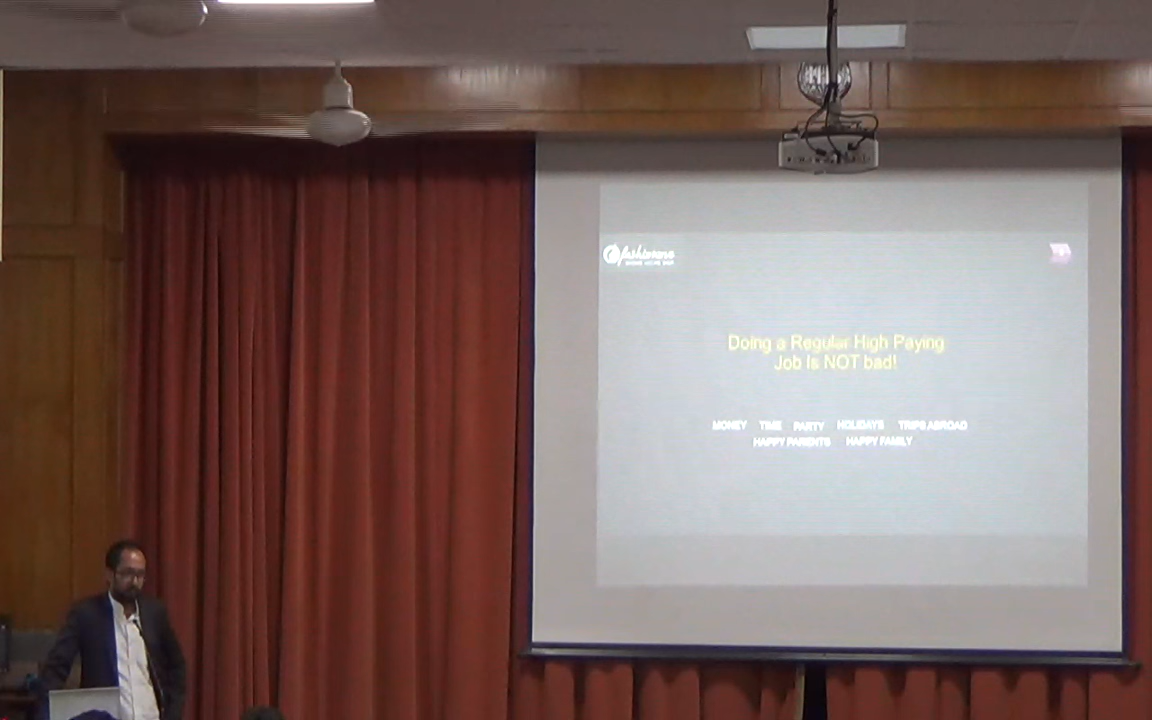 Doing a Regular High Paying
Job is NOT bad!
MONEY TIME PARTY HOLIDAYS TRIPS ABROAD
HAPPY PARENTS HAPPY FAMILY